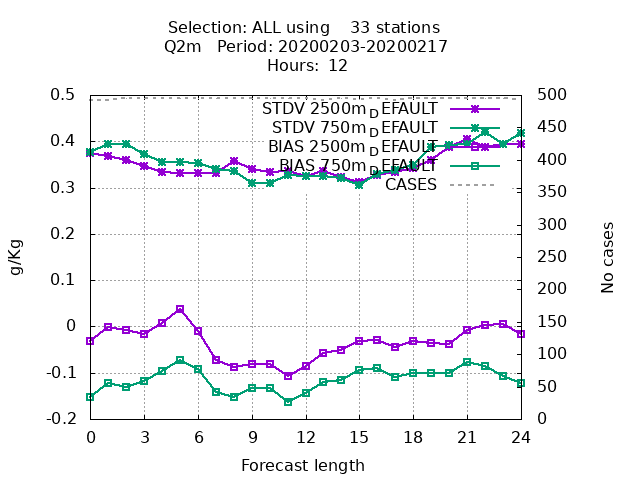 Selection: ALL using    33 stations
Q2m   Period: 20200203-20200217
Hours: 12
STDV 2500m_DEFAULT
STDV 750m_DEFAULT
BIAS 2500m_DEFAULT
BIAS 750m_DEFAULT
CASES
0.5
0.4
0.3
0.2
0.1
0
-0.1
-0.2
g/Kg
500
450
400
350
300
250
200
150
100
50
0
No cases
0 3 6 9 12 15 18 21 24
Forecast length